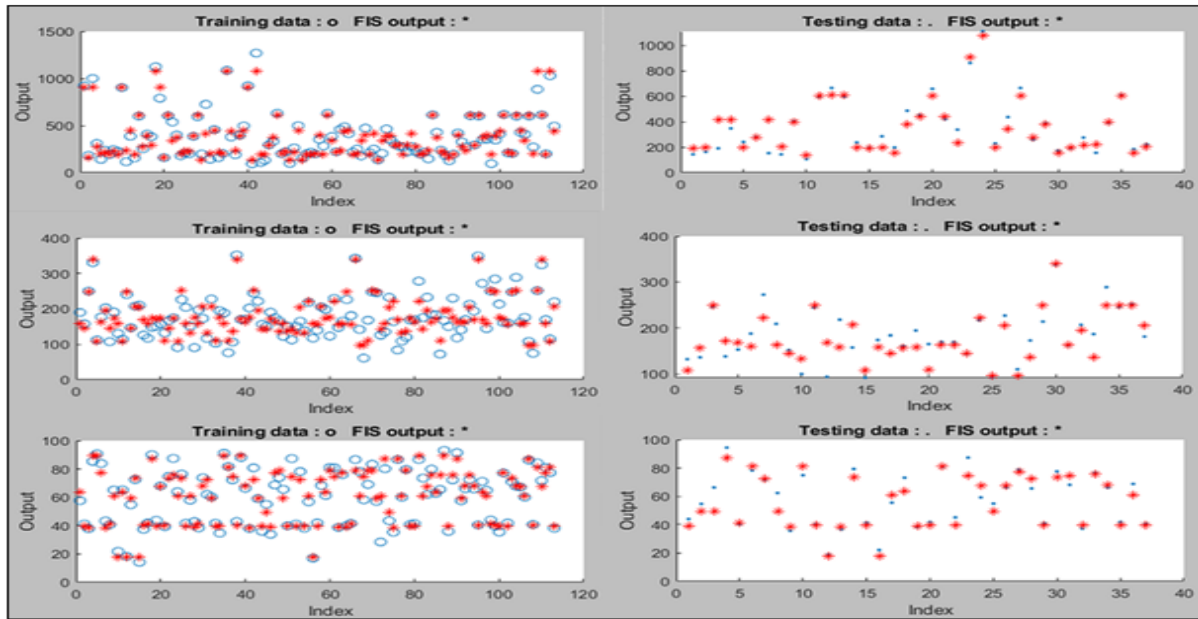 Training data : o   FIS output : *
1500
1000
500
0
Output
0 20 40 60 80 100 120
Index
Testing data : .   FIS output : *
1000
800
600
400
200
0
Output
0 5 10 15 20 25 30 35 40
Index
Training data : o   FIS output : *
400
300
200
100
0
Output
0 20 40 60 80 100 120
Index
Testing data : .   FIS output : *
400
300
200
100
Output
0 5 10 15 20 25 30 35 40
Index
Training data : o   FIS output : *
100
80
60
40
20
0
Output
0 20 40 60 80 100 120
Index
Testing data : .   FIS output : *
100
80
60
40
20
0
Output
0 5 10 15 20 25 30 35 40
Index